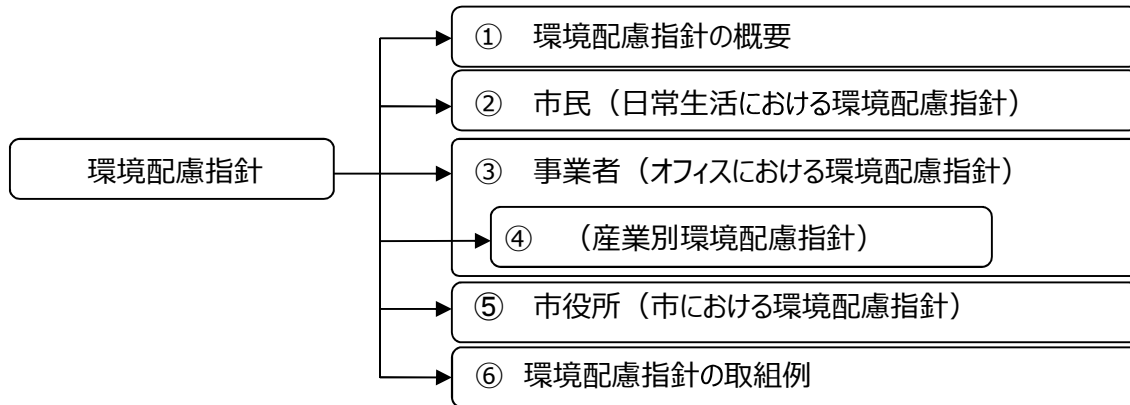 ① 環境配慮指針の概要
② 市民（日常生活における環境配慮指針）
環境配慮指針
③ 事業者（オフィスにおける環境配慮指針）
④ （産業別環境配慮指針）
⑤ 市役所（市における環境配慮指針）
⑥ 環境配慮指針の取組例